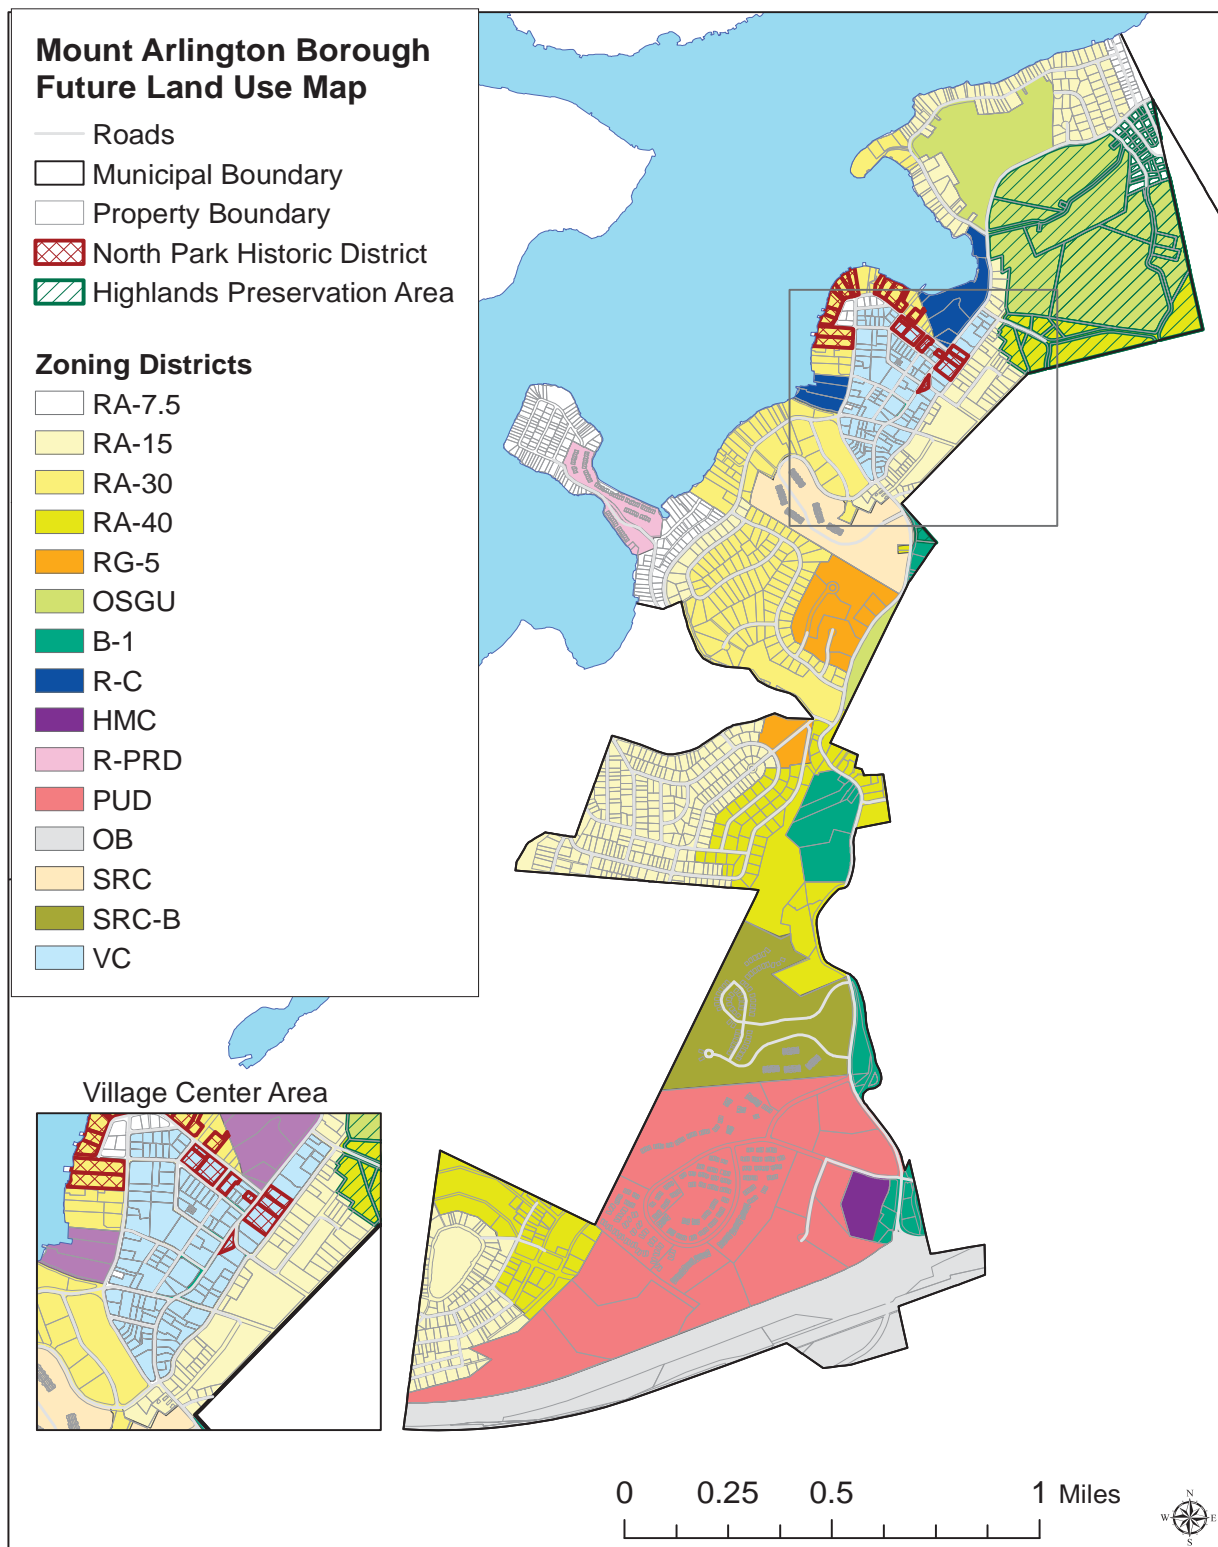 Mount Arlington Borough
Future Land Use Map
Roads
Municipal Boundary
Property Boundary
North Park Historic District
Highlands Preservation Area
Zoning Districts
RA-7.5
RA-15
RA-30
RA-40
RG-5
OSGU
B-1
R-C
HMC
R-PRD
PUD
OB
SRC
SRC-B
VC
Village Center Area
0 0.25 0.5 1 Miles
N
W E
S